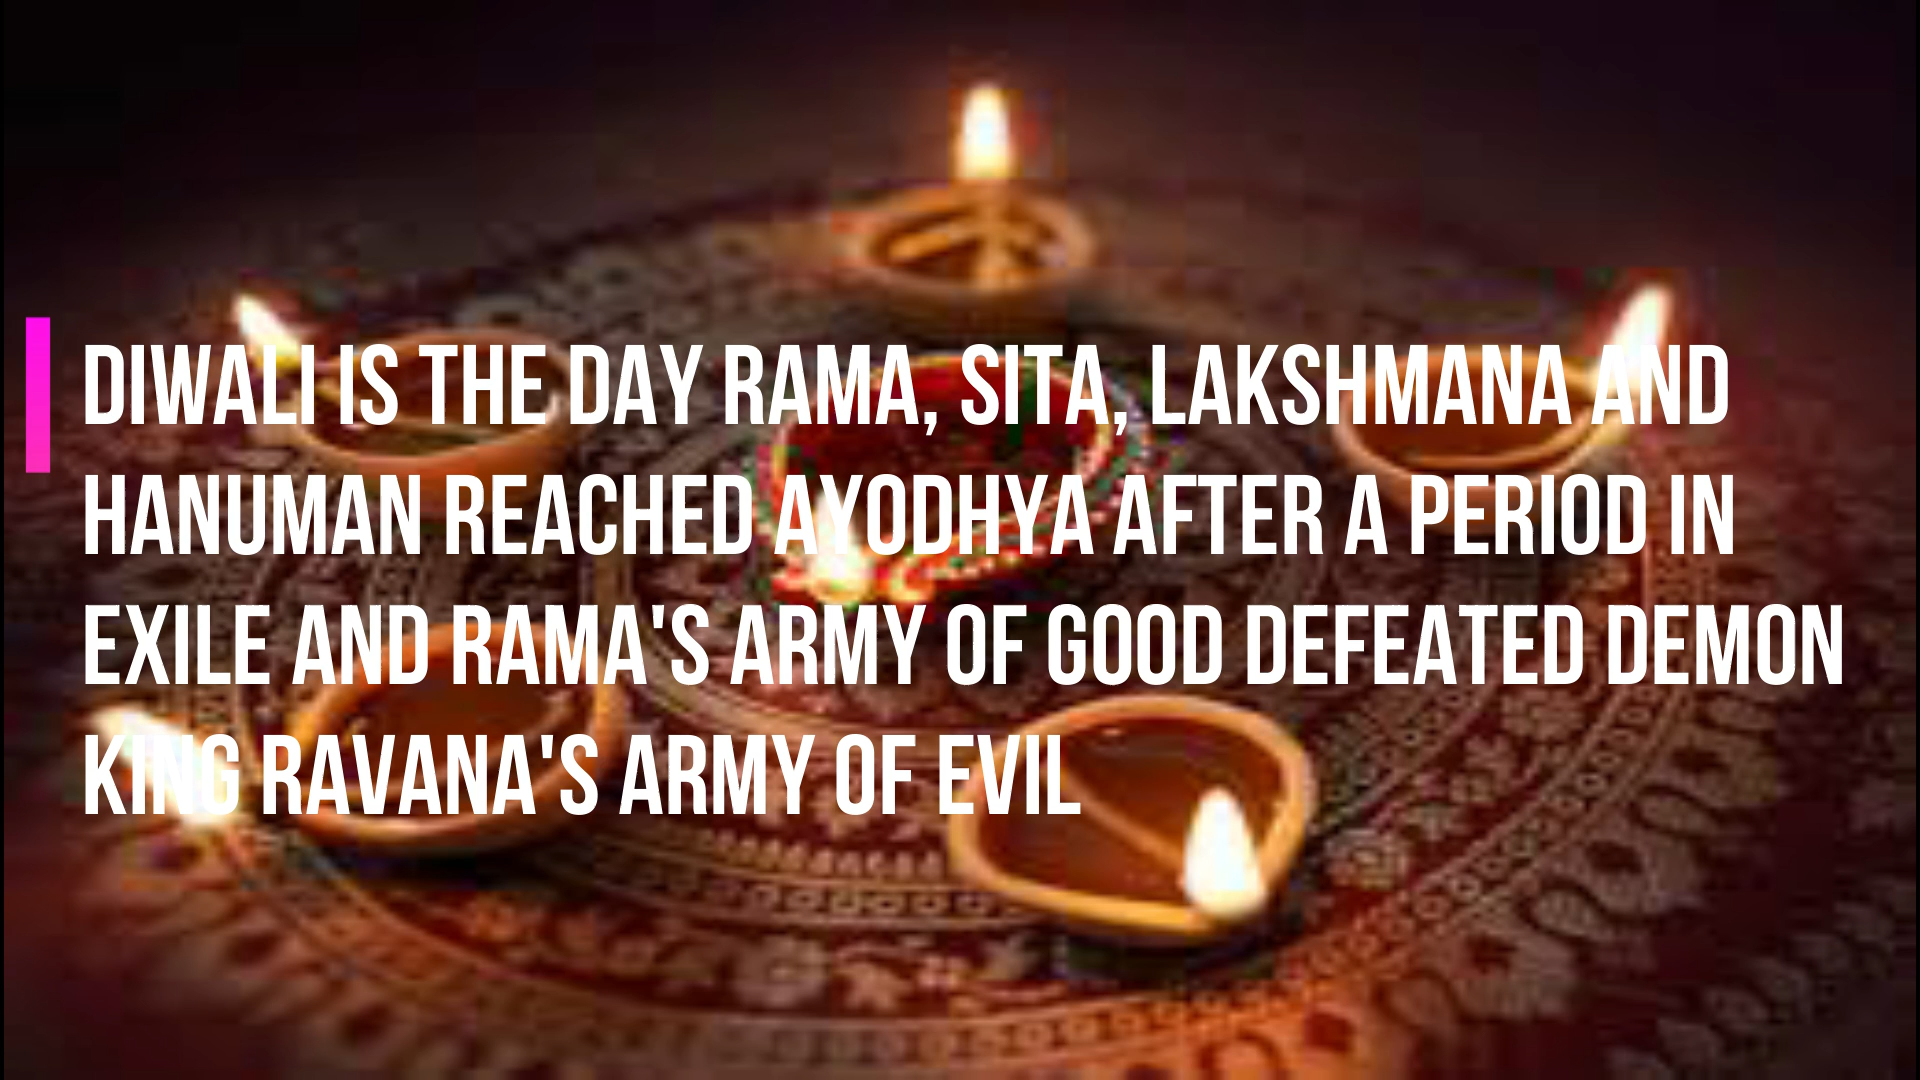 DIWALI IS THE DAY RAMA, SITA, LAKSHMANA AND
HANUMAN REACHED AYODHYA AFTER A PERIOD IN
EXILE AND RAMA'S ARMY OF GOOD DEFEATED DEMON
KING RAVANA'S ARMY OF EVIL